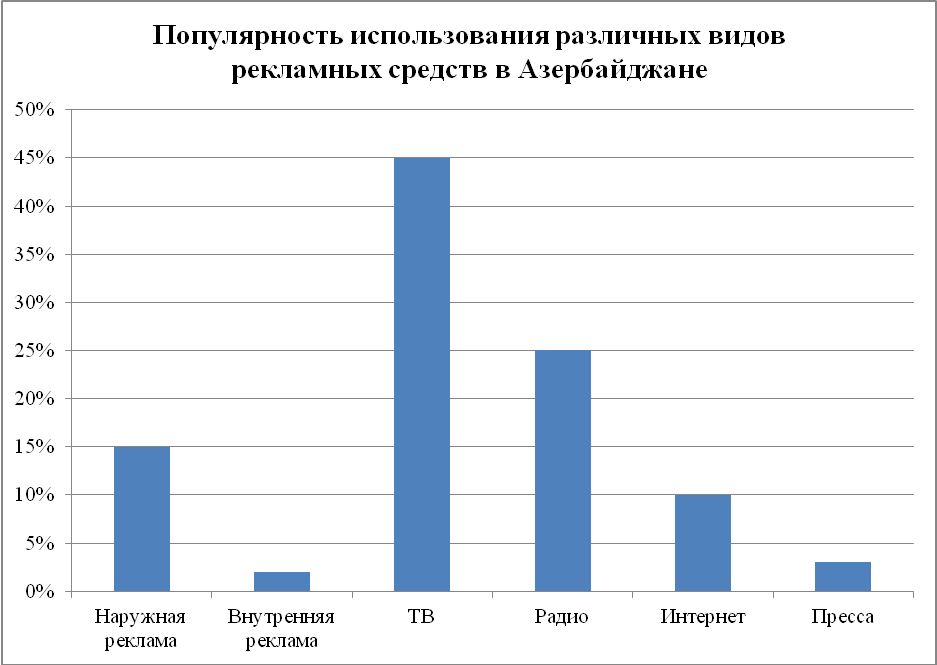 Популярность использования различных видов
рекламных средств в Азербайджане
50%
45%
40%
35%
30%
25%
20%
15%
10%
5%
0%
Наружная
реклама
Внутренняя
реклама
ТВ
Радио
Интернет
Пресса